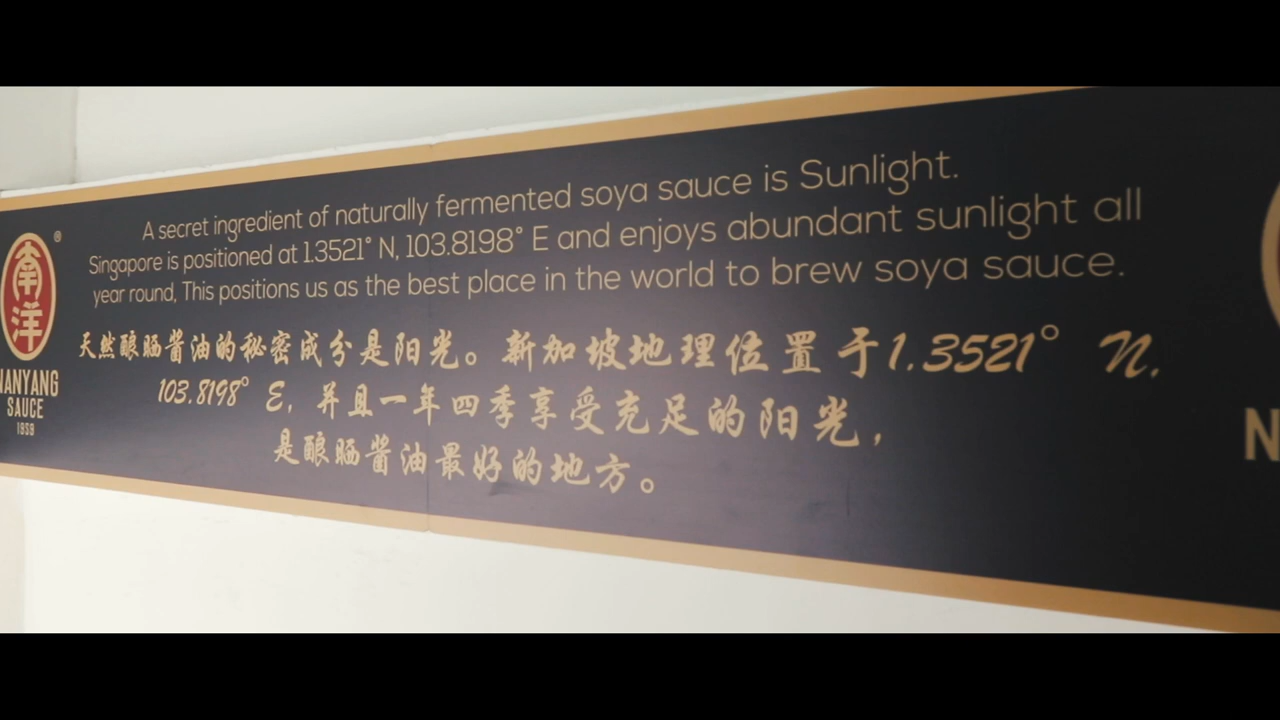 A secret ingredient of naturally fermented soya sauce is Sunlight.
Singapore is positioned at 1.3521° N, 103.8198° E and enjoys abundant sunlight all
year round, This positions us as the best place in the world to brew soya sauce.
天然酿晒酱油的秘密成分是阳光。新加坡地理位置于1.3521° N,
103.8198° E, 并且一年四季享受充足的阳光,
是酿晒酱油最好的地方。
南洋
®
NANYANG
SAUCE
1959
N